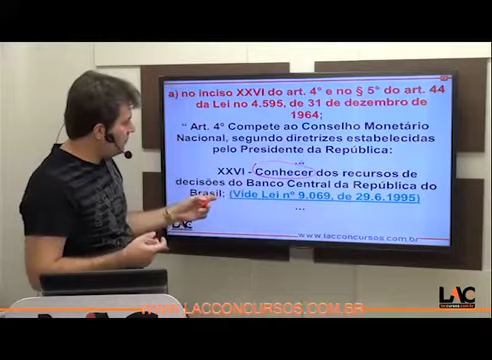 a) no inciso XXVI do art. 4° e no § 5° do art. 44
da Lei no 4.595, de 31 de dezembro de
1964;
"Art. 4° Compete ao Conselho Monetário
Nacional, segundo diretrizes estabelecidas
pelo Presidente da República:
...
XXVI - Conhecer dos recursos de
decisões do Banco Central da República do
Brasil; (Vide Lei nº 9.069, de 29.6.1995)
...
www.lacconcursos.com.br
LAC
WWW.LACCONCURSOS.COM.BR